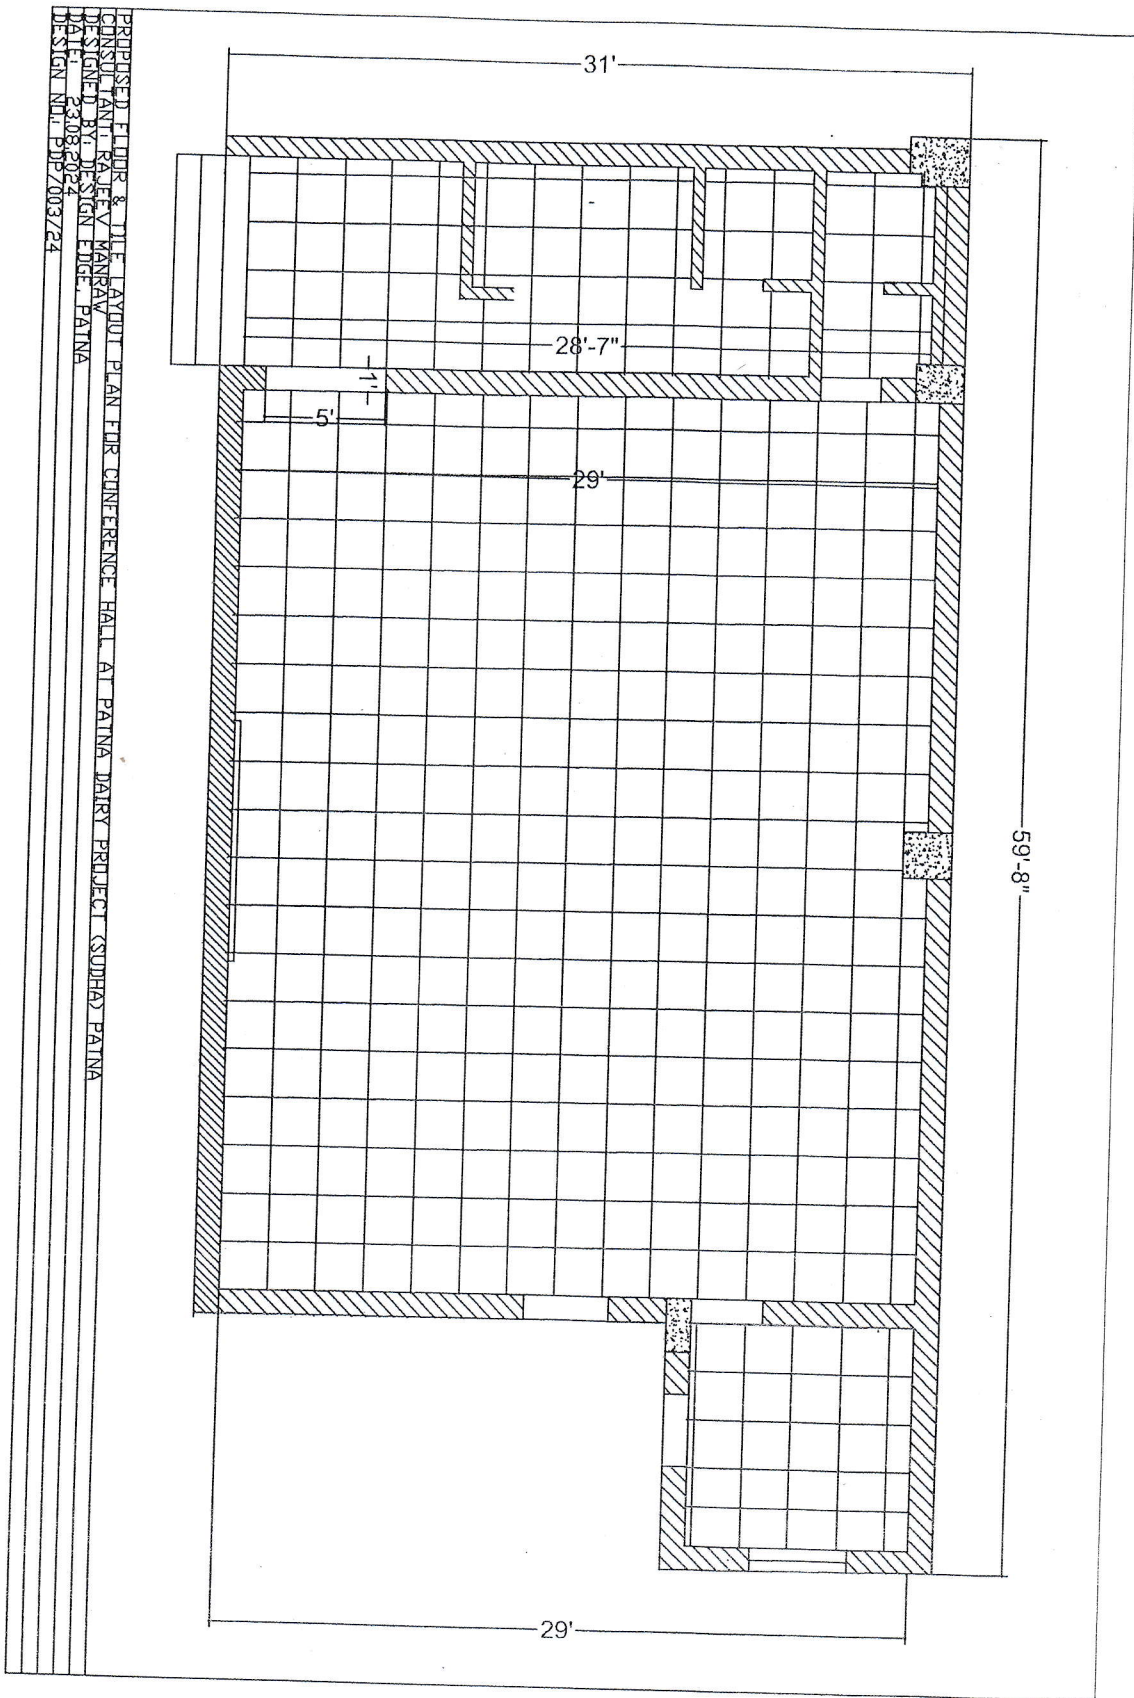 PROPOSED FLOOR & TILE LAYOUT PLAN FOR CONFERENCE HALL AT PATNA DAIRY PROJECT (SUDHA) PATNA
CONSULTANT: RAJEEV MANRAW
DESIGNED BY: DESIGN EDGE, PATNA
DATE: 23.08.2024
DESIGN NO.: PDP/003/24
31'
28'-7"
1'
5'
29'
59'-8"
29'